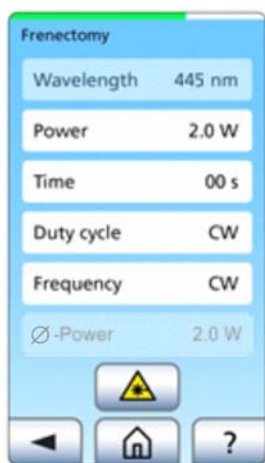 Frenectomy
Wavelength 445 nm
Power 2.0 W
Time 00 s
Duty cycle CW
Frequency CW
Ø-Power 2.0 W
?